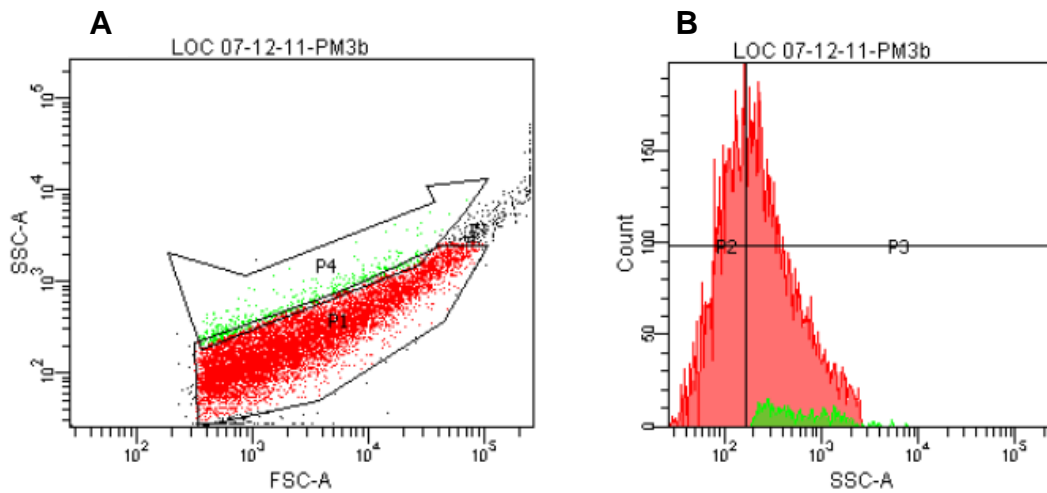 A
LOC 07-12-11-PM3b
SSC-A
10^5
10^4
10^3
10^2
P4
P1
10^2 10^3 10^4 10^5
FSC-A
B
LOC 07-12-11-PM3b
Count
150
100
50
0
P2 P3
10^2 10^3 10^4 10^5
SSC-A